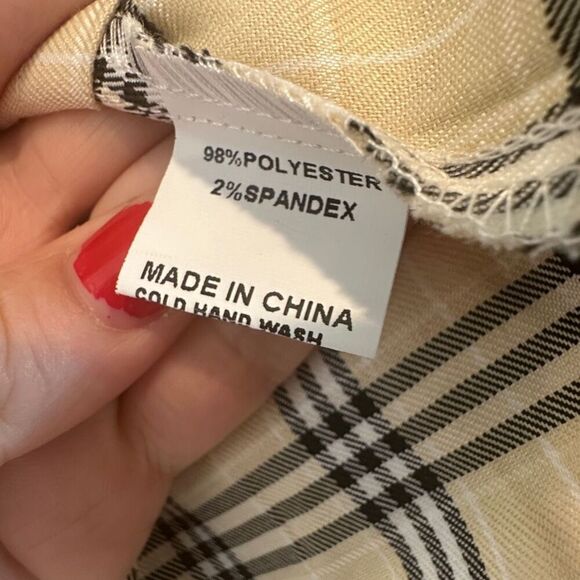 98%POLYESTER
2%SPANDEX
MADE IN CHINA
COLD HAND WASH